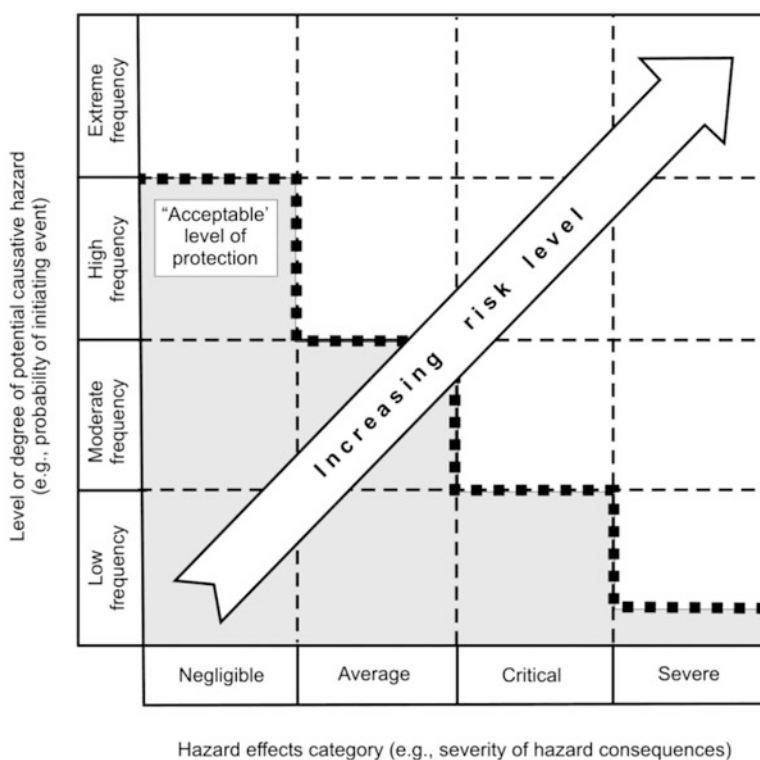 Level or degree of potential causative hazard
(e.g., probability of initiating event)
Extreme
frequency
High
frequency
Moderate
frequency
Low
frequency
“Acceptable’
level of
protection
Increasing risk level
Negligible
Average
Critical
Severe
Hazard effects category (e.g., severity of hazard consequences)